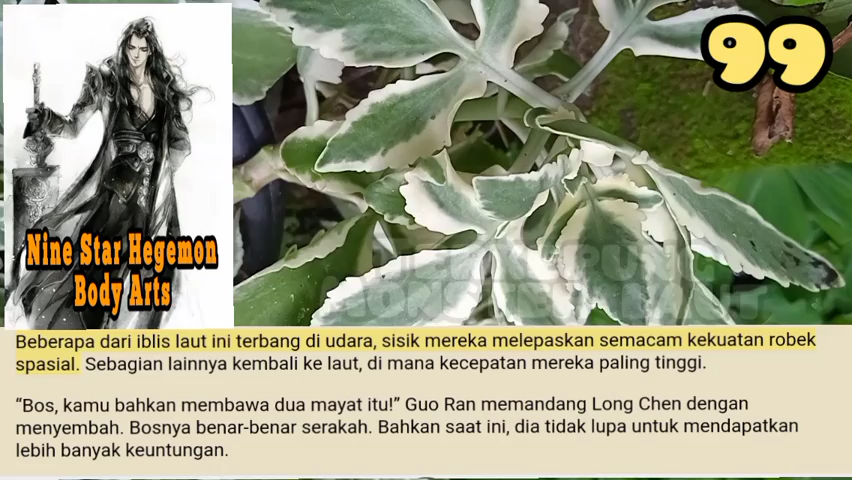 99
Nine Star Hegemon
Body Arts
TERKEPUNG
MONSTER LAUT
Beberapa dari iblis laut ini terbang di udara, sisik mereka melepaskan semacam kekuatan robek
spasial. Sebagian lainnya kembali ke laut, di mana kecepatan mereka paling tinggi.
“Bos, kamu bahkan membawa dua mayat itu!” Guo Ran memandang Long Chen dengan
menyembah. Bosnya benar-benar serakah. Bahkan saat ini, dia tidak lupa untuk mendapatkan
lebih banyak keuntungan.